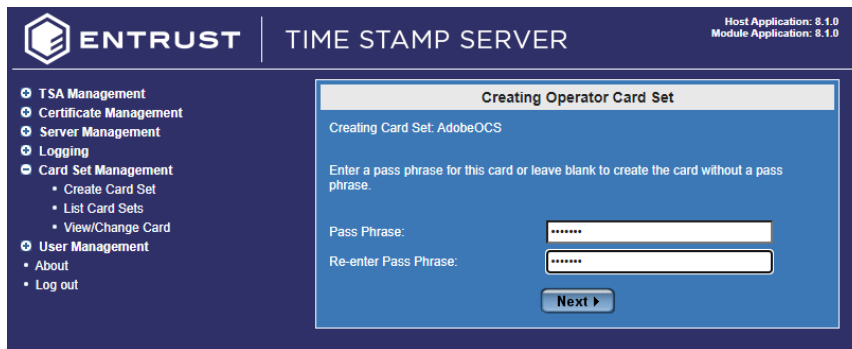 ENTRUST
TIME STAMP SERVER
Host Application: 8.1.0
Module Application: 8.1.0
TSA Management
Certificate Management
Server Management
Logging
Card Set Management
Create Card Set
List Card Sets
View/Change Card
User Management
About
Log out
Creating Operator Card Set
Creating Card Set: AdobeOCS
Enter a pass phrase for this card or leave blank to create the card without a pass
phrase.
Pass Phrase:
•••••••
Re-enter Pass Phrase:
•••••••
Next